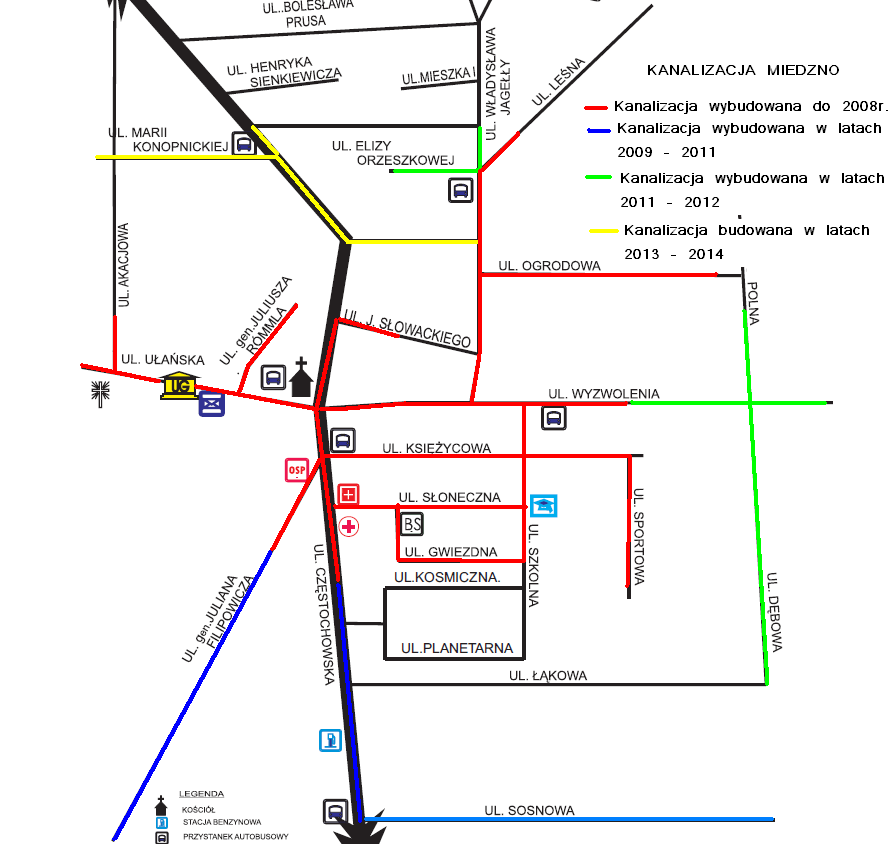 UL..BOLESŁAWA
PRUSA
UL. HENRYKA
SIENKIEWICZA
UL.MIESZKA I
UL. WŁADYSŁAWA
JAGEŁŁY
UL. LEŚNA
KANALIZACJA MIEDZNO
Kanalizacja wybudowana do 2008r.
Kanalizacja wybudowana w latach
2009 - 2011
Kanalizacja wybudowana w latach
2011 - 2012
Kanalizacja budowana w latach
2013 - 2014
UL. MARII
KONOPNICKIEJ
UL. ELIZY
ORZESZKOWEJ
UL. AKACJOWA
UL. gen.JULIUSZA
ROMMLA
UL. OGRODOWA
POLNA
UL. J. SŁOWACKIEGO
UL. UŁAŃSKA
UG
UL. WYZWOLENIA
UL. KSIĘŻYCOWA
OSP
UL. SŁONECZNA
BS
UL. GWIEZDNA
UL. SZKOLNA
UL. SPORTOWA
UL.KOSMICZNA.
UL. CZĘSTOCHOWSKA
UL. gen.JULIANA
FILIPOWICZA
UL. DĘBOWA
UL.PLANETARNA
UL. ŁĄKOWA
UL. SOSNOWA
LEGENDA
KOŚCIÓŁ
STACJA BENZYNOWA
PRZYSTANEK AUTOBUSOWY